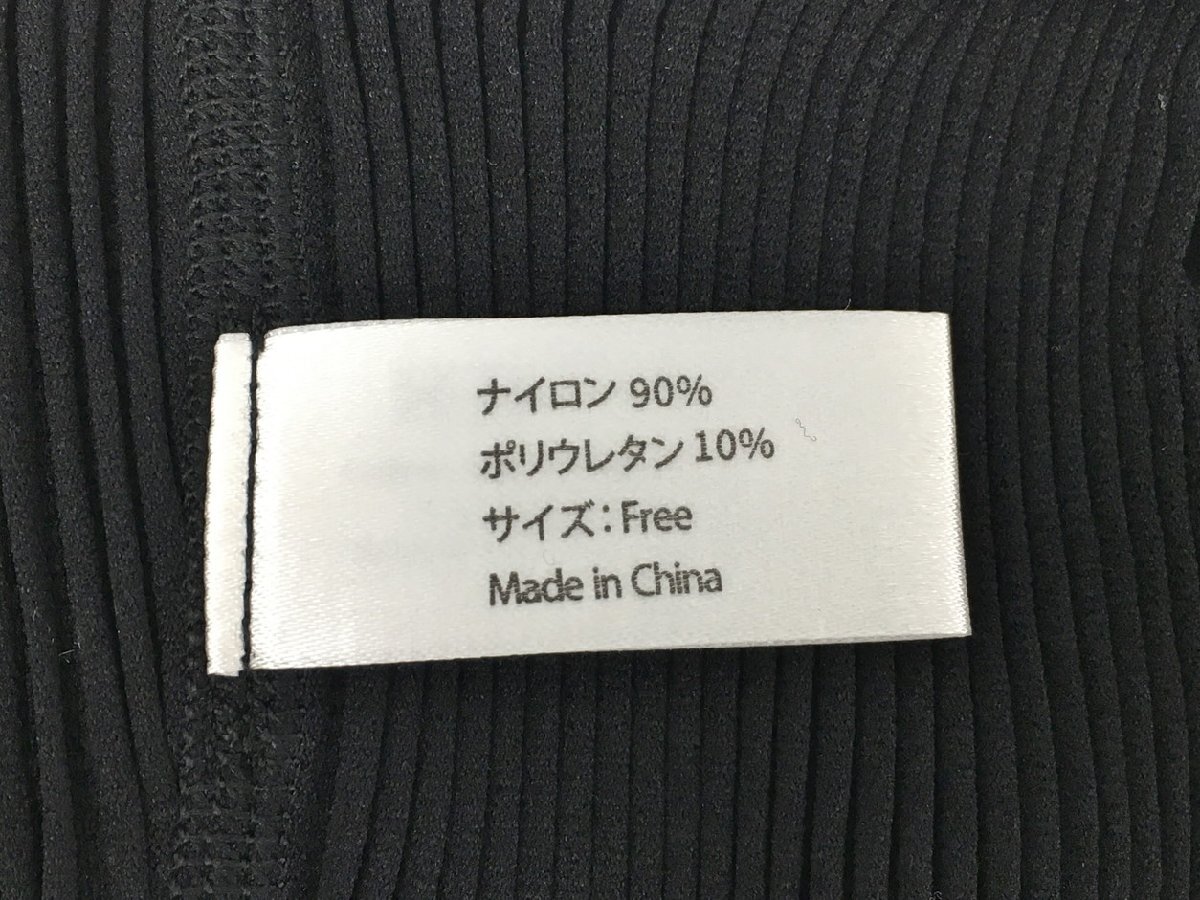 ナイロン 90%
ポリウレタン 10%
サイズ：Free
Made in China